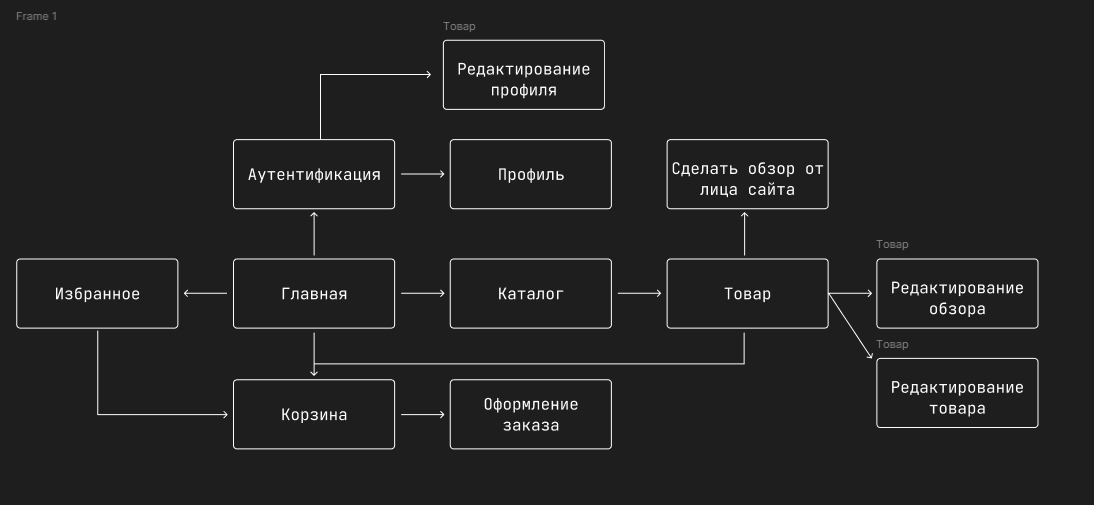 Frame 1
Товар
Редактирование
профиля
Аутентификация
Профиль
Сделать обзор от
лица сайта
Избранное
Главная
Каталог
Товар
Товар
Редактирование
обзора
Товар
Редактирование
товара
Корзина
Оформление
заказа